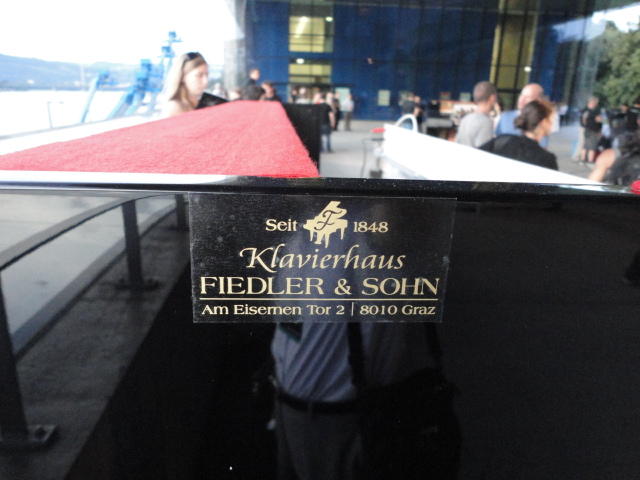 Seit F 1848
Klavierhaus
FIEDLER & SOHN
Am Eisernen Tor 2 | 8010 Graz